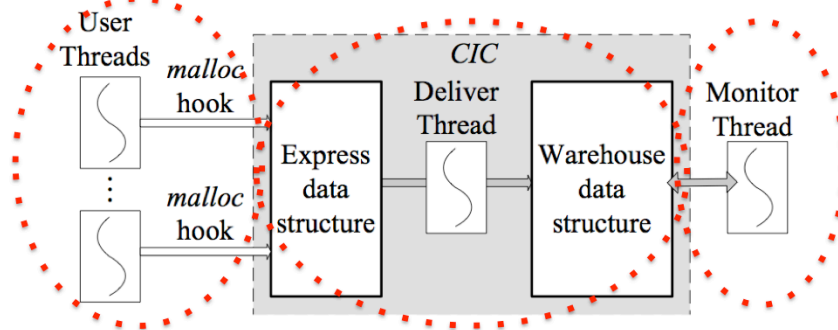 User
Threads
malloc
hook
malloc
hook
CIC
Express
data
structure
Deliver
Thread
Warehouse
data
structure
Monitor
Thread